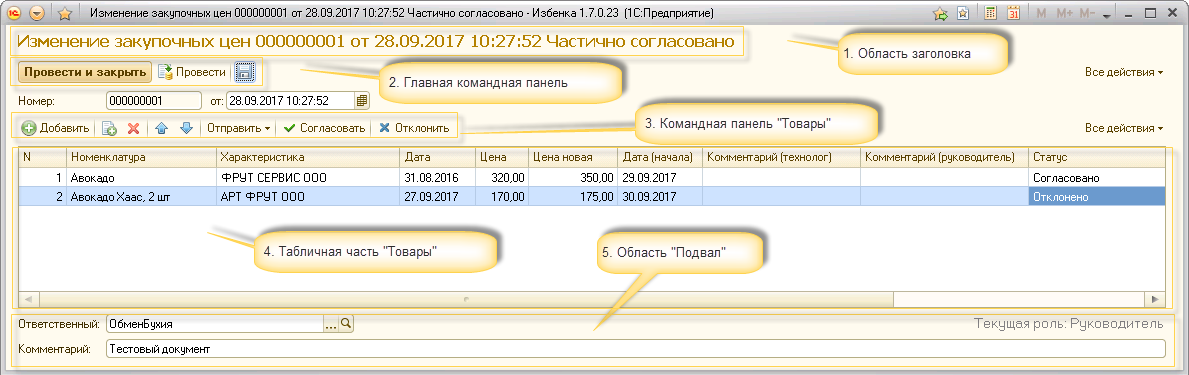 Изменение закупочных цен 000000001 от 28.09.2017 10:27:52 Частично согласовано - Избенка 1.7.0.23 (1С:Предприятие)
31 M M+ M-
Изменение закупочных цен 000000001 от 28.09.2017 10:27:52 Частично согласовано
1. Область заголовка
Провести и закрыть Провести Все действия
2. Главная командная панель
Номер: 000000001 от: 28.09.2017 10:27:52
3. Командная панель "Товары"
Добавить Отправить Согласовать Отклонить Все действия
N Номенклатура Характеристика Дата Цена Цена новая Дата (начала) Комментарий (технолог) Комментарий (руководитель) Статус
1 Авокадо ФРУТ СЕРВИС ООО 31.08.2016 320,00 350,00 29.09.2017 Согласовано
2 Авокадо Хаас, 2 шт АРТ ФРУТ ООО 27.09.2017 170,00 175,00 30.09.2017 Отклонено
4. Табличная часть "Товары"
5. Область "Подвал"
Ответственный: ОбменБухия ... Текущая роль: Руководитель
Комментарий: Тестовый документ